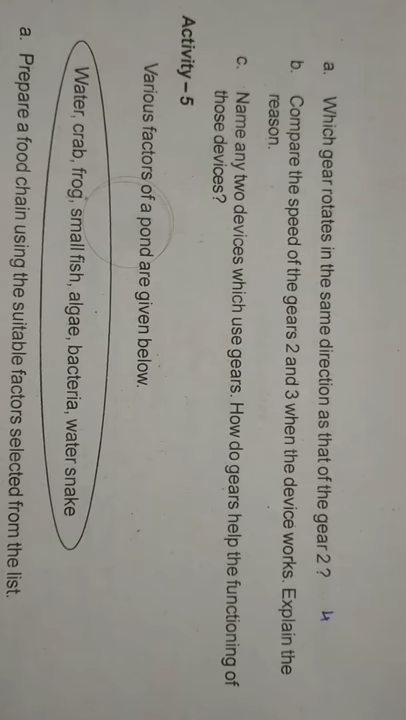 a. Which gear rotates in the same direction as that of the gear 2 ? 4
b. Compare the speed of the gears 2 and 3 when the device works. Explain the
reason.
c. Name any two devices which use gears. How do gears help the functioning of
those devices?
Activity – 5
Various factors of a pond are given below.
Water, crab, frog, small fish, algae, bacteria, water snake
a. Prepare a food chain using the suitable factors selected from the list.